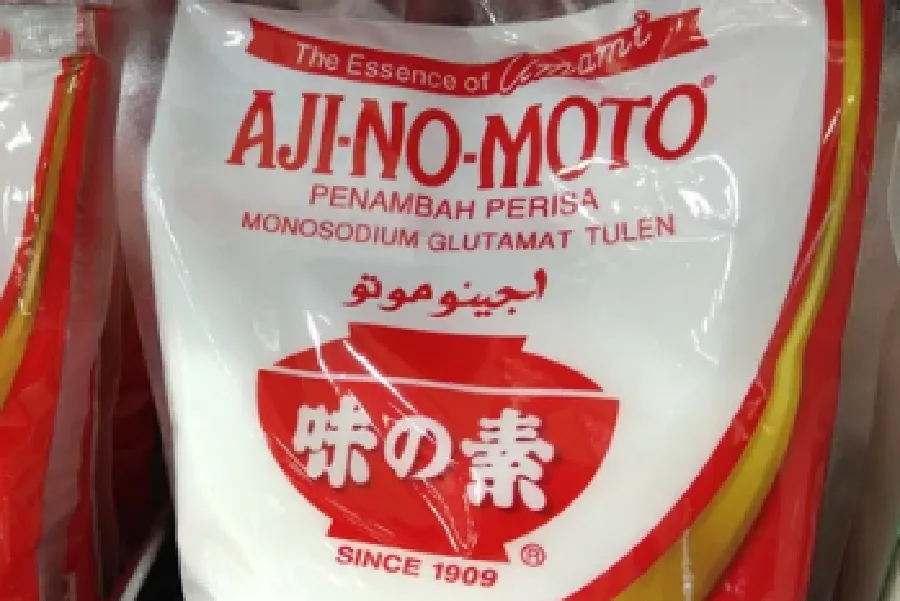 The Essence of Umami
AJI-NO-MOTO®
PENAMBAH PERISA
MONOSODIUM GLUTAMAT TULEN
اجينوموتو
味の素
SINCE 1909 ®